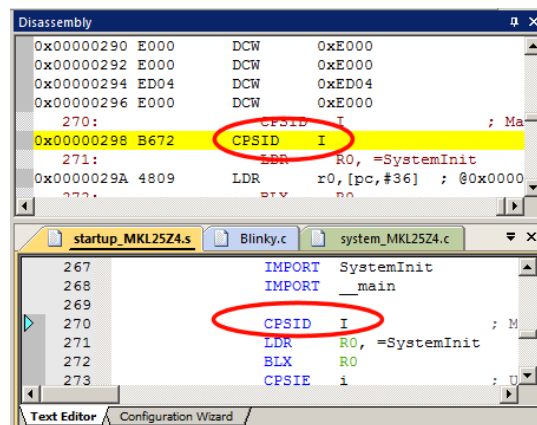 Disassembly
0x00000290 E000 DCW 0xE000
0x00000292 E000 DCW 0xE000
0x00000294 ED04 DCW 0xED04
0x00000296 E000 DCW 0xE000
270: CPSID I ; Ma
0x00000298 B672 CPSID I
271: LDR R0, =SystemInit
0x0000029A 4809 LDR r0,[pc,#36] ; @0x0000
272: BLX R0
startup_MKL25Z4.s Blinky.c system_MKL25Z4.c
267 IMPORT SystemInit
268 IMPORT __main
269
270 CPSID I ; M
271 LDR R0, =SystemInit
272 BLX R0
273 CPSIE i ; U
Text Editor Configuration Wizard